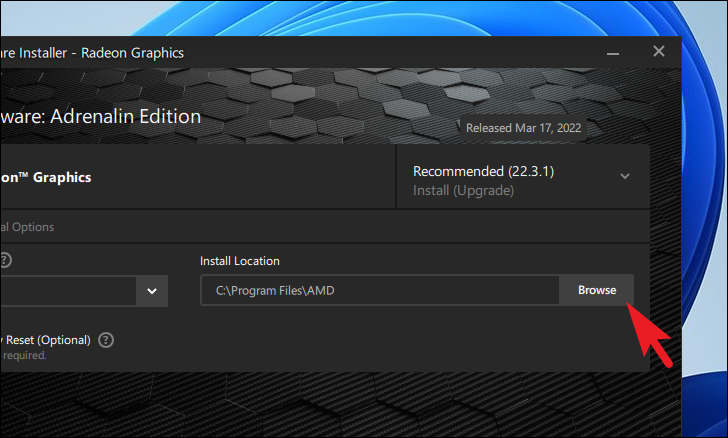 are Installer - Radeon Graphics
ware: Adrenalin Edition
Released Mar 17, 2022
on™ Graphics
Recommended (22.3.1)
Install (Upgrade)
al Options
Install Location
C:\Program Files\AMD
Browse
y Reset (Optional)
required.